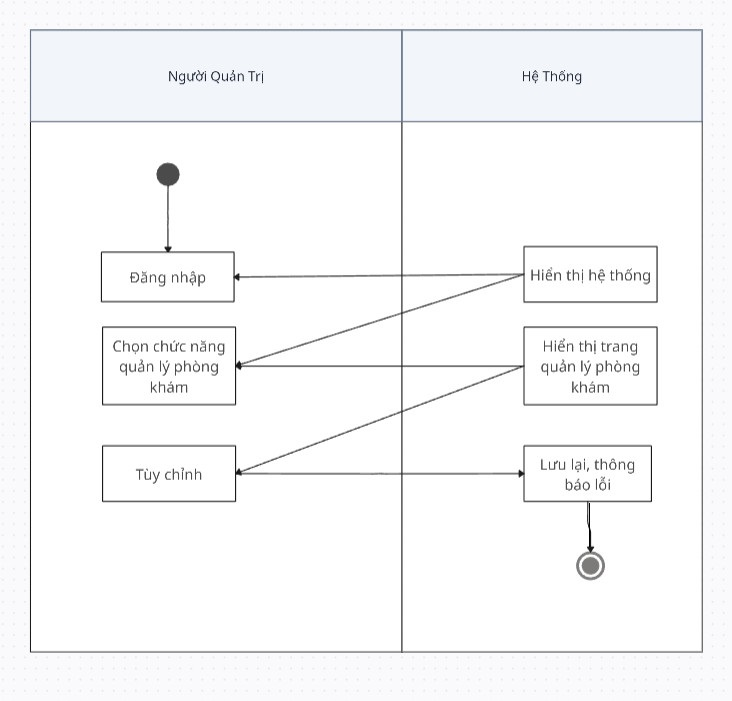 Người Quản Trị
Hệ Thống
Đăng nhập
Hiển thị hệ thống
Chọn chức năng
quản lý phòng
khám
Hiển thị trang
quản lý phòng
khám
Tùy chỉnh
Lưu lại, thông
báo lỗi